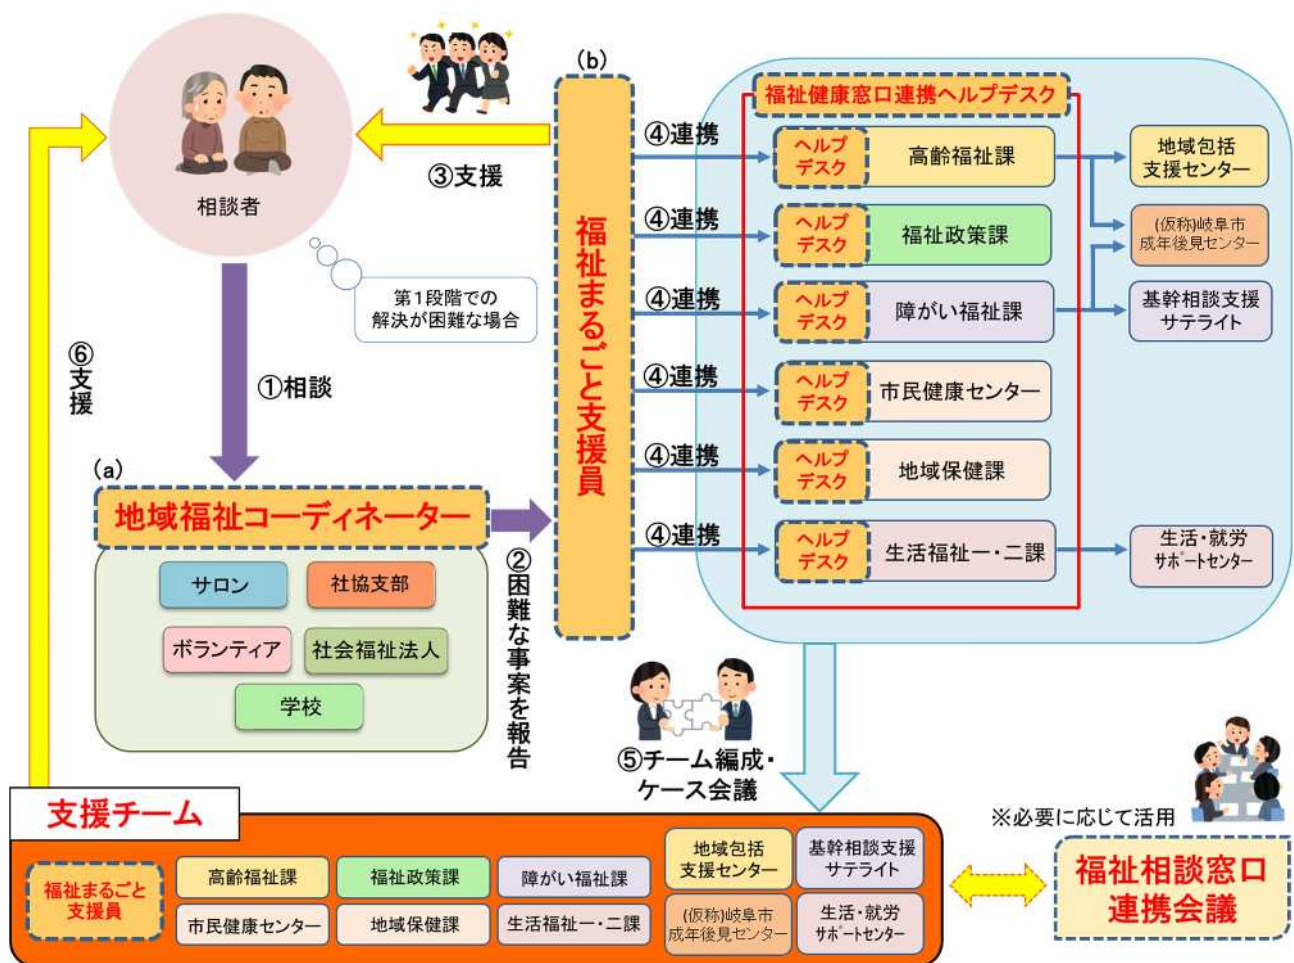 相談者
③支援
第1段階での
解決が困難な場合
①相談
⑥支援
(a)
地域福祉コーディネーター
サロン
社協支部
ボランティア
社会福祉法人
学校
②困難な事案を報告
(b)
福祉まるごと支援員
福祉健康窓口連携ヘルプデスク
④連携
ヘルプ
デスク
高齢福祉課
地域包括
支援センター
④連携
ヘルプ
デスク
福祉政策課
(仮称)岐阜市
成年後見センター
④連携
ヘルプ
デスク
障がい福祉課
基幹相談支援
サテライト
④連携
ヘルプ
デスク
市民健康センター
④連携
ヘルプ
デスク
地域保健課
④連携
ヘルプ
デスク
生活福祉一・二課
生活・就労
サポートセンター
⑤チーム編成・
ケース会議
支援チーム
福祉まるごと
支援員
高齢福祉課
福祉政策課
障がい福祉課
市民健康センター
地域保健課
生活福祉一・二課
地域包括
支援センター
基幹相談支援
サテライト
(仮称)岐阜市
成年後見センター
生活・就労
サポートセンター
※必要に応じて活用
福祉相談窓口
連携会議